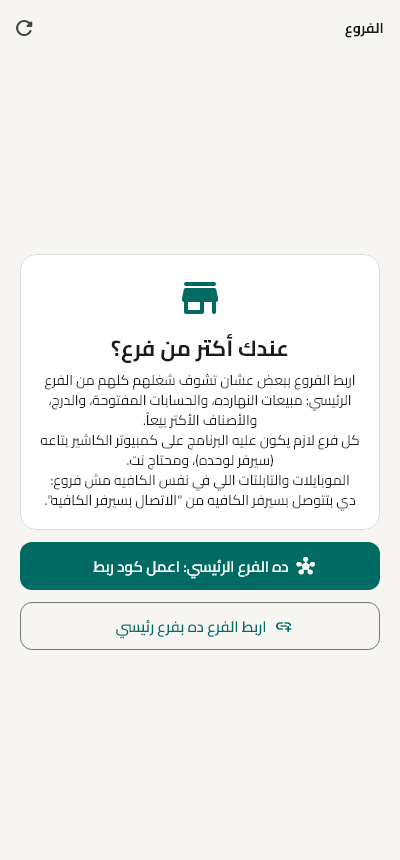 الفروع
عندك أكتر من فرع؟
اربط الفروع ببعض عشان تشوف شغلهم كلهم من الفرع
الرئيسي: مبيعات النهارده، والحسابات المفتوحة، والدرج،
والأصناف الأكتر بيعاً.
كل فرع لازم يكون عليه البرنامج على كمبيوتر الكاشير بتاعه
(سيرفر لوحده)، ومحتاج نت.
الموبايلات والتابلتات اللي في نفس الكافيه مش فروع:
دي بتتوصل بسيرفر الكافيه من "الاتصال بسيرفر الكافيه".
ده الفرع الرئيسي: اعمل كود ربط
اربط الفرع ده بفرع رئيسي